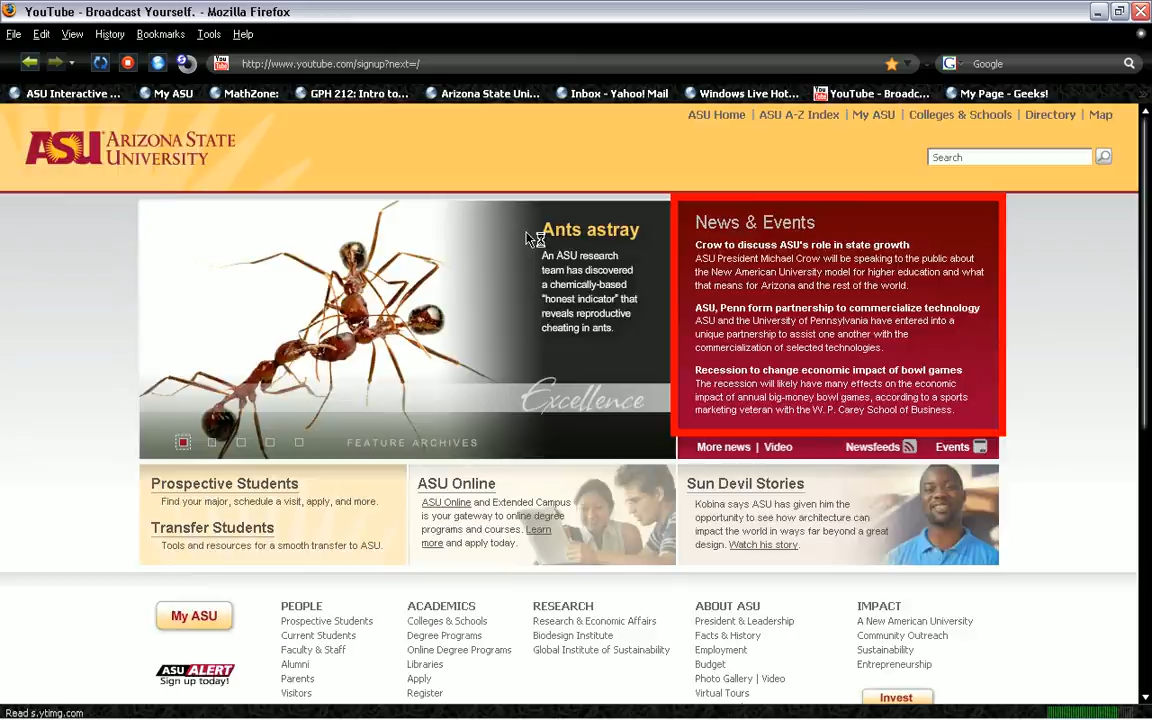 YouTube - Broadcast Yourself. - Mozilla Firefox
File Edit View History Bookmarks Tools Help
You Tube http://www.youtube.com/signup?next=/ G Google
ASU Interactive ... My ASU MathZone: GPH 212: Intro to... Arizona State Uni... Inbox - Yahoo! Mail Windows Live Hot... YouTube - Broadc... My Page - Geeks!
ASU Home | ASU A-Z Index | My ASU | Colleges & Schools | Directory | Map
ASU ARIZONA STATE
UNIVERSITY
Search
Ants astray
An ASU research
team has discovered
a chemically-based
“honest indicator” that
reveals reproductive
cheating in ants.
Excellence
FEATURE ARCHIVES
News & Events
Crow to discuss ASU's role in state growth
ASU President Michael Crow will be speaking to the public about
the New American University model for higher education and what
that means for Arizona and the rest of the world.
ASU, Penn form partnership to commercialize technology
ASU and the University of Pennsylvania have entered into a
unique partnership to assist one another with the
commercialization of selected technologies.
Recession to change economic impact of bowl games
The recession will likely have many effects on the economic
impact of annual big-money bowl games, according to a sports
marketing veteran with the W. P. Carey School of Business.
More news | Video Newsfeeds Events
Prospective Students
Find your major, schedule a visit, apply, and more.
Transfer Students
Tools and resources for a smooth transfer to ASU.
ASU Online
ASU Online and Extended Campus
is your gateway to online degree
programs and courses. Learn
more and apply today.
Sun Devil Stories
Kobina says ASU has given him the
opportunity to see how architecture can
impact the world in ways far beyond a great
design. Watch his story.
My ASU
ASU ALERT
Sign up today!
PEOPLE
Prospective Students
Current Students
Faculty & Staff
Alumni
Parents
Visitors
ACADEMICS
Colleges & Schools
Degree Programs
Online Degree Programs
Libraries
Apply
Register
RESEARCH
Research & Economic Affairs
Biodesign Institute
Global Institute of Sustainability
ABOUT ASU
President & Leadership
Facts & History
Employment
Budget
Photo Gallery | Video
Virtual Tours
IMPACT
A New American University
Community Outreach
Sustainability
Entrepreneurship
Invest
Read s.ytimg.com